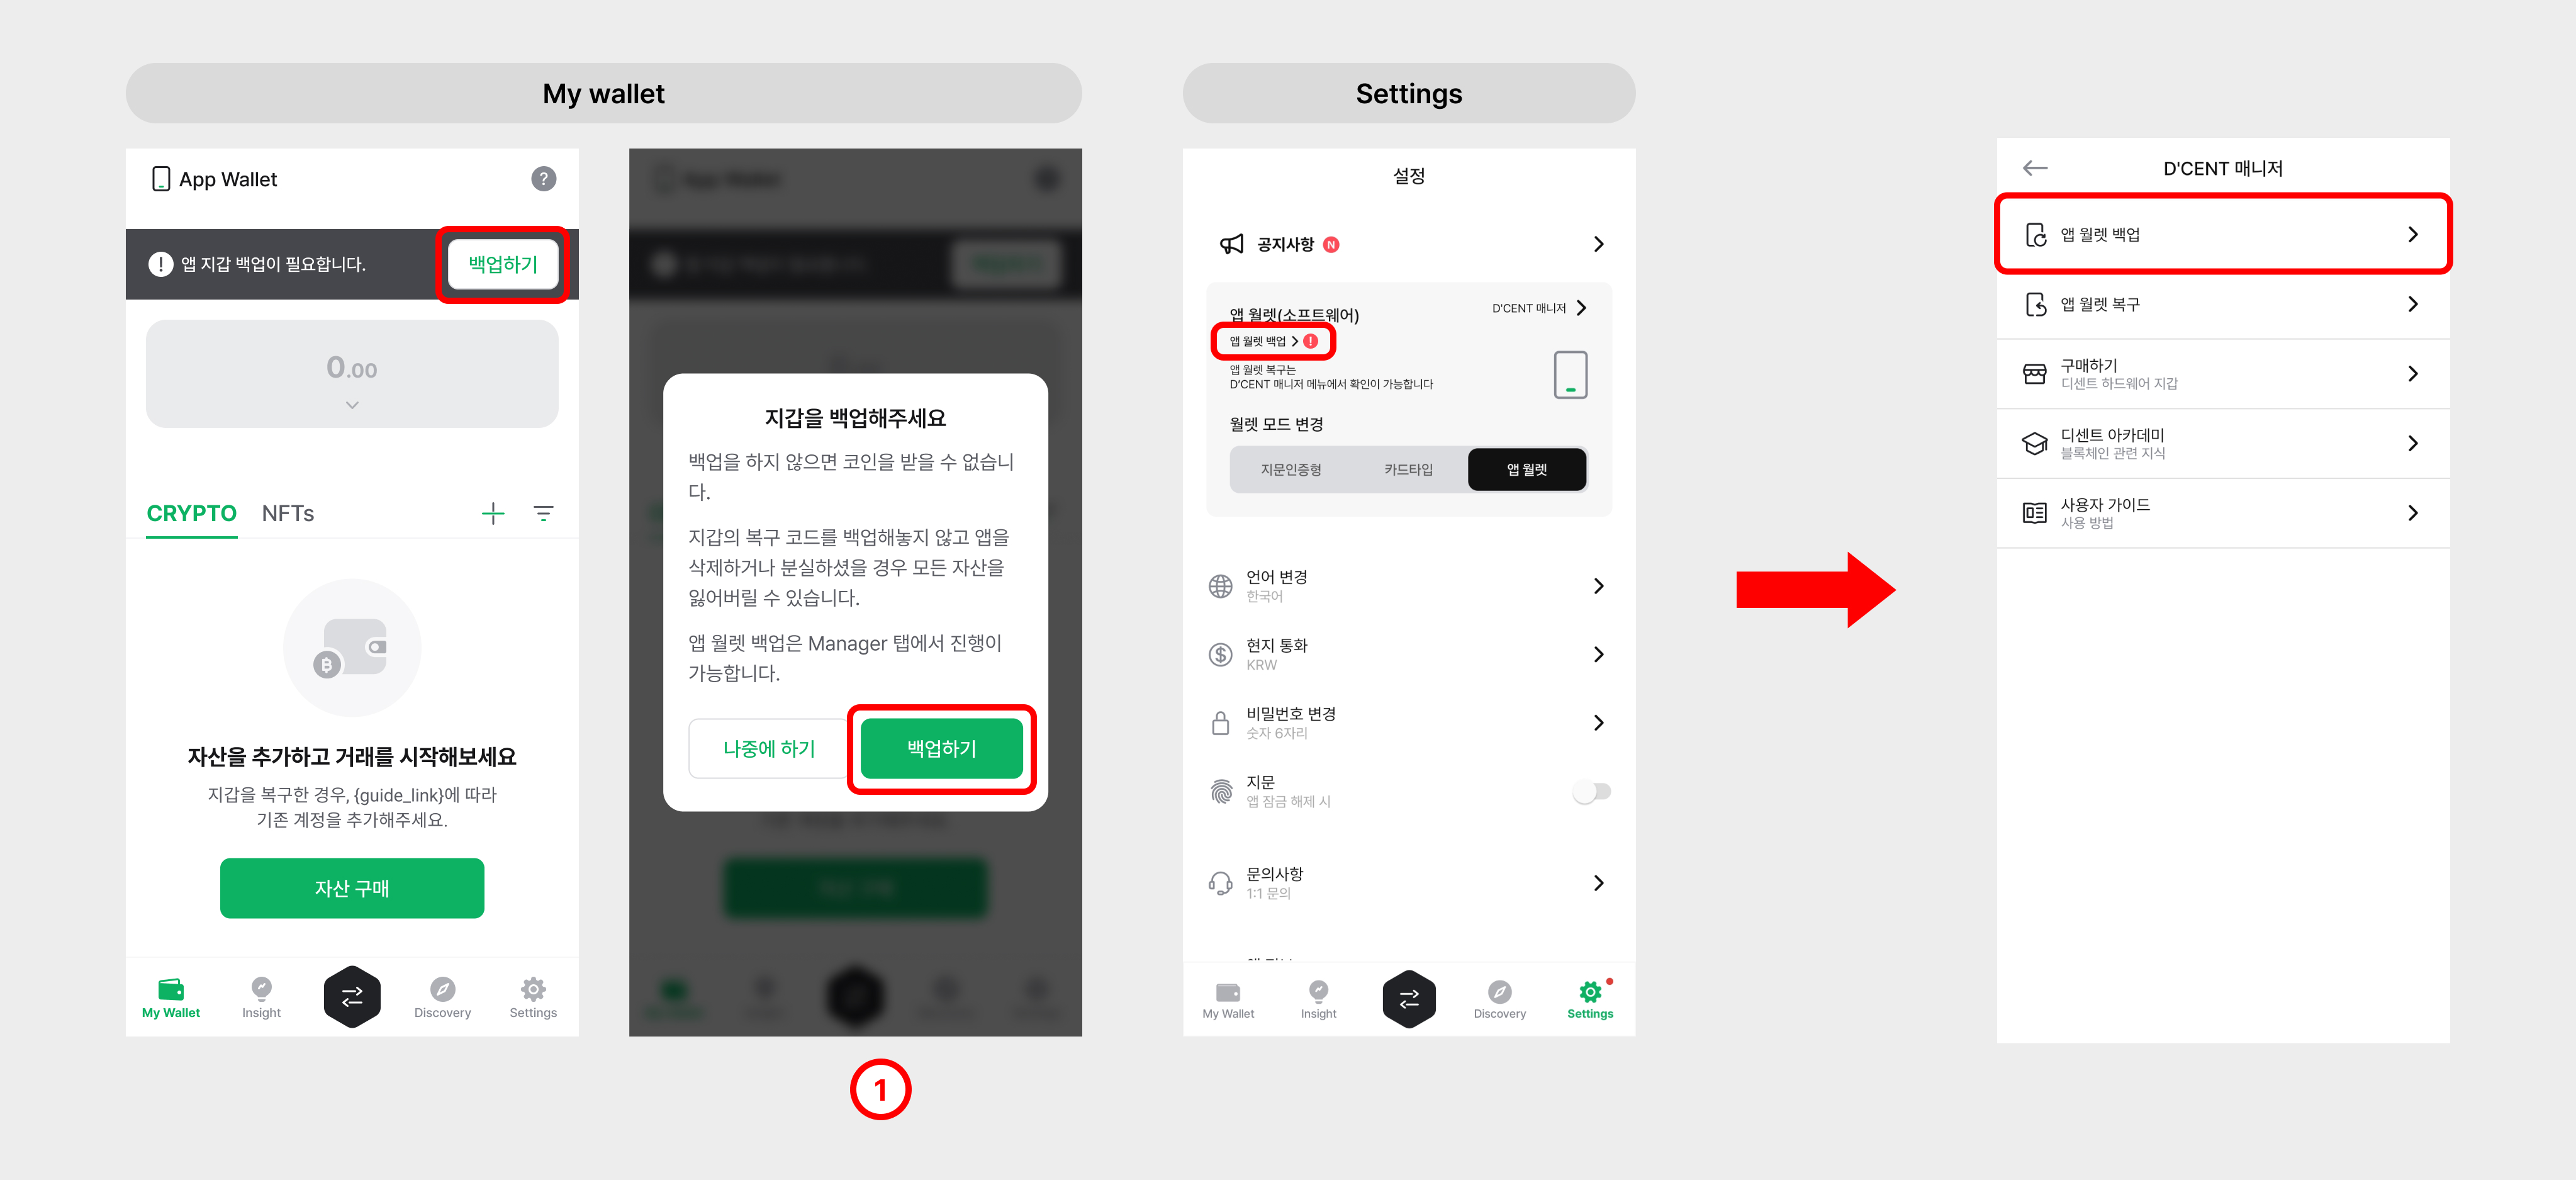 My wallet
App Wallet
?
! 앱 지갑 백업이 필요합니다.
백업하기
0.00
CRYPTO
NFTs
자산을 추가하고 거래를 시작해보세요
지갑을 복구한 경우, {guide_link}에 따라
기존 계정을 추가해주세요.
자산 구매
My Wallet
Insight
Discovery
Settings
지갑을 백업해주세요
백업을 하지 않으면 코인을 받을 수 없습니
다.
지갑의 복구 코드를 백업해놓지 않고 앱을
삭제하거나 분실하셨을 경우 모든 자산을
잃어버릴 수 있습니다.
앱 월렛 백업은 Manager 탭에서 진행이
가능합니다.
나중에 하기
백업하기
1
Settings
설정
공지사항 N
앱 월렛(소프트웨어)
D'CENT 매니저
앱 월렛 백업 !
앱 월렛 복구는
D'CENT 매니저 메뉴에서 확인이 가능합니다
월렛 모드 변경
지문인증형
카드타입
앱 월렛
언어 변경
한국어
현지 통화
KRW
비밀번호 변경
숫자 6자리
지문
앱 잠금 해제 시
문의사항
1:1 문의
My Wallet
Insight
Discovery
Settings
D'CENT 매니저
앱 월렛 백업
앱 월렛 복구
구매하기
디센트 하드웨어 지갑
디센트 아카데미
블록체인 관련 지식
사용자 가이드
사용 방법